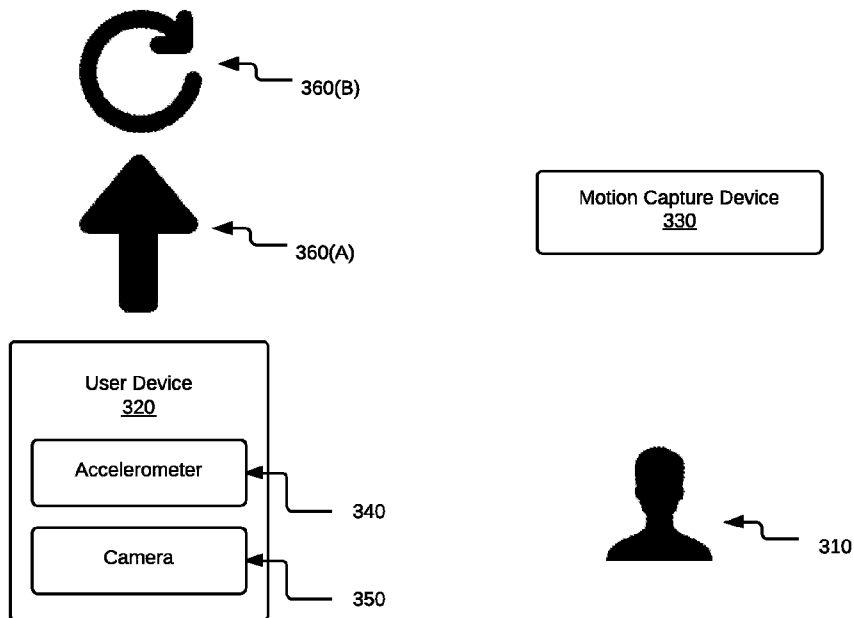 360(B)
Motion Capture Device
330
360(A)
User Device
320
Accelerometer
340
Camera
350
310